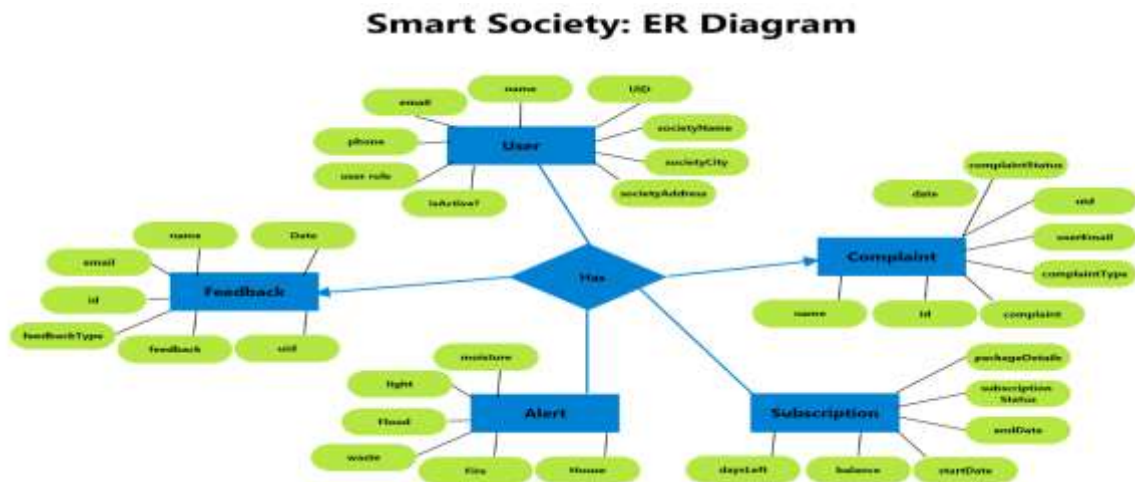 Smart Society: ER Diagram
name
UID
email
societyName
phone
User
societyCity
user role
isActive?
societyAddress
complaintStatus
date
uid
userEmail
Complaint
complaintType
name
Id
complaint
name
Date
email
id
Feedback
feedbackType
feedback
uid
Has
moisture
light
Flood
Alert
waste
Fire
packageDetails
subscription
Status
Subscription
endDate
daysLeft
balance
startDate